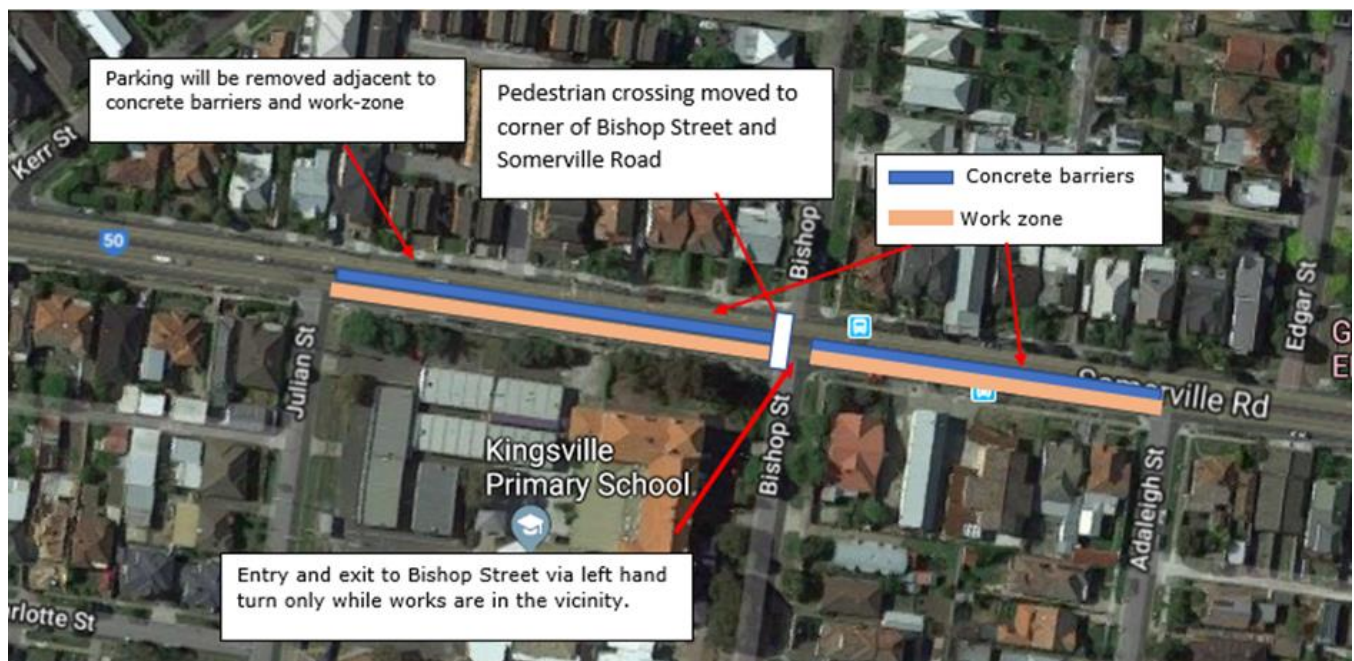 Parking will be removed adjacent to
concrete barriers and work-zone
Pedestrian crossing moved to
corner of Bishop Street and
Somerville Road
Concrete barriers
Work zone
Kerr St
50
Bishop
Edgar St
G
El
Julian St
Somerville Rd
Kingsville
Primary School
Bishop St
Adaleigh St
Entry and exit to Bishop Street via left hand
turn only while works are in the vicinity.
arlotte St